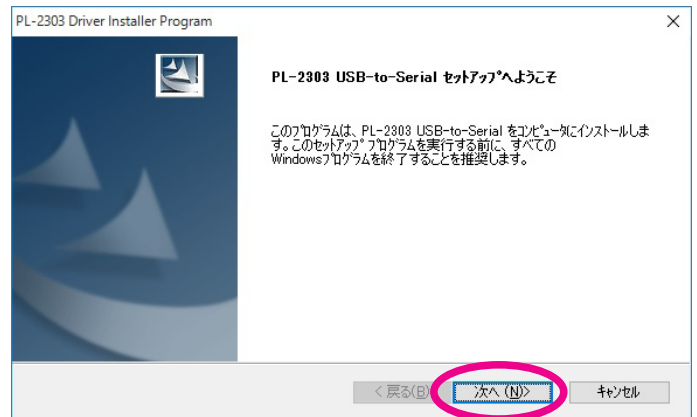 PL-2303 Driver Installer Program
PL-2303 USB-to-Serial ｾｯﾄｱｯﾌﾟへようこそ
このﾌﾟﾛｸﾞﾗﾑは、PL-2303 USB-to-Serial をｺﾝﾋﾟｭｰﾀにｲﾝｽﾄｰﾙしま
す。このｾｯﾄｱｯﾌﾟ ﾌﾟﾛｸﾞﾗﾑを実行する前に、すべての
Windowsﾌﾟﾛｸﾞﾗﾑを終了することを推奨します。
< 戻る(B)
次へ (N)>
ｷｬﾝｾﾙ